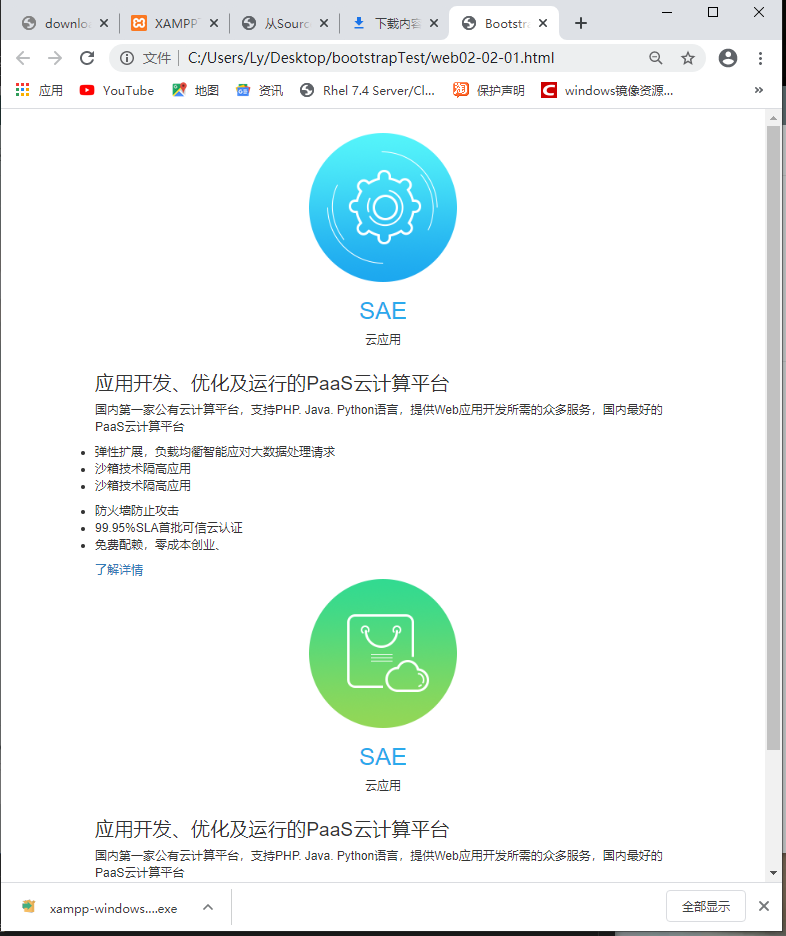 downlo
XAMPP
从Sourc
下载内容
Bootstr
文件
C:/Users/Ly/Desktop/bootstrapTest/web02-02-01.html
应用
YouTube
地图
资讯
Rhel 7.4 Server/Cl...
淘
保护声明
C
windows镜像资源...
»
SAE
云应用
应用开发、优化及运行的PaaS云计算平台
国内第一家公有云计算平台，支持PHP. Java. Python语言，提供Web应用开发所需的众多服务，国内最好的
PaaS云计算平台
弹性扩展，负载均衢智能应对大数据处理请求
沙箱技术隔高应用
沙箱技术隔高应用
防火墙防止攻击
99.95%SLA首批可信云认证
免费配赖，零成本创业、
了解详情
SAE
云应用
应用开发、优化及运行的PaaS云计算平台
国内第一家公有云计算平台，支持PHP. Java. Python语言，提供Web应用开发所需的众多服务，国内最好的
PaaS云计算平台
xampp-windows....exe
全部显示